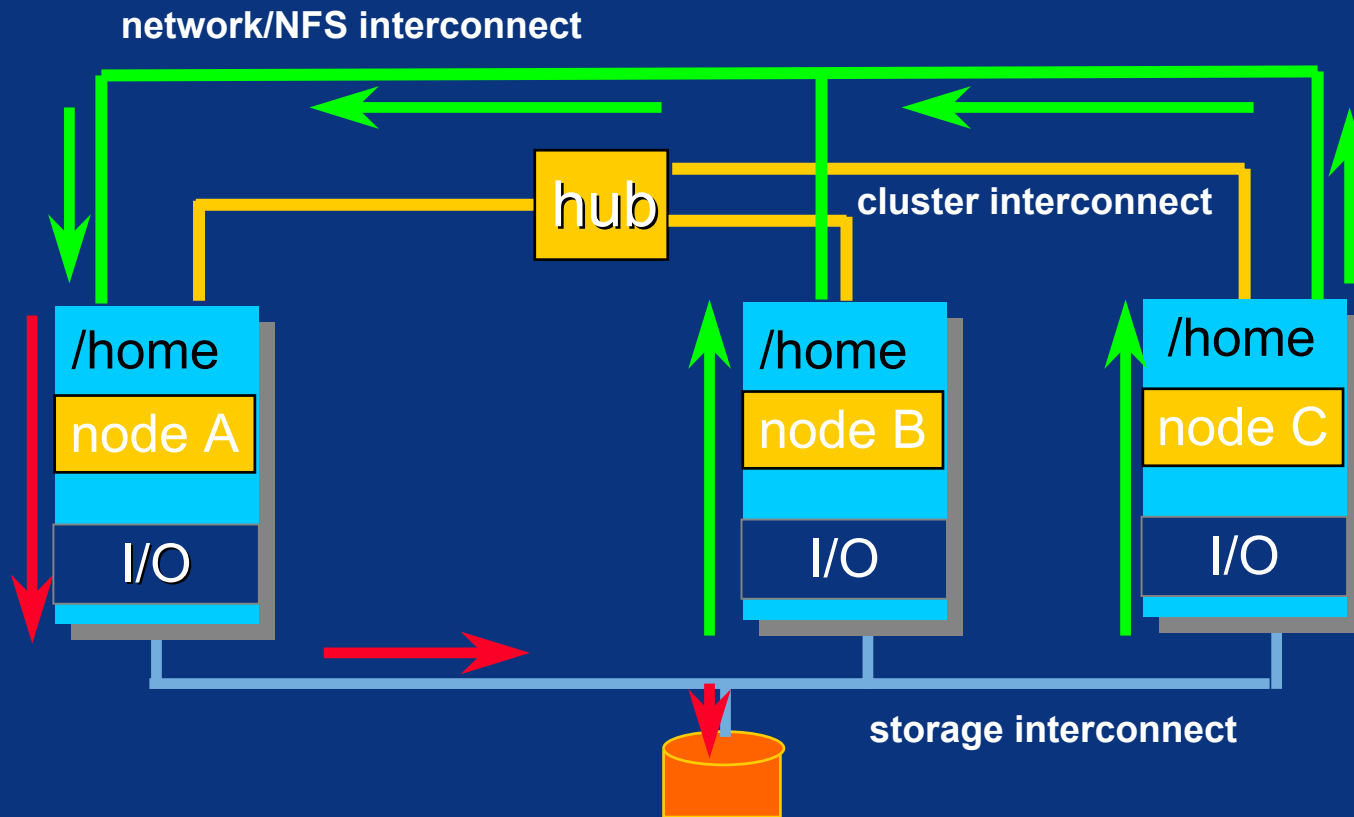 network/NFS interconnect
hub
cluster interconnect
/home
node A
I/O
/home
node B
I/O
/home
node C
I/O
storage interconnect